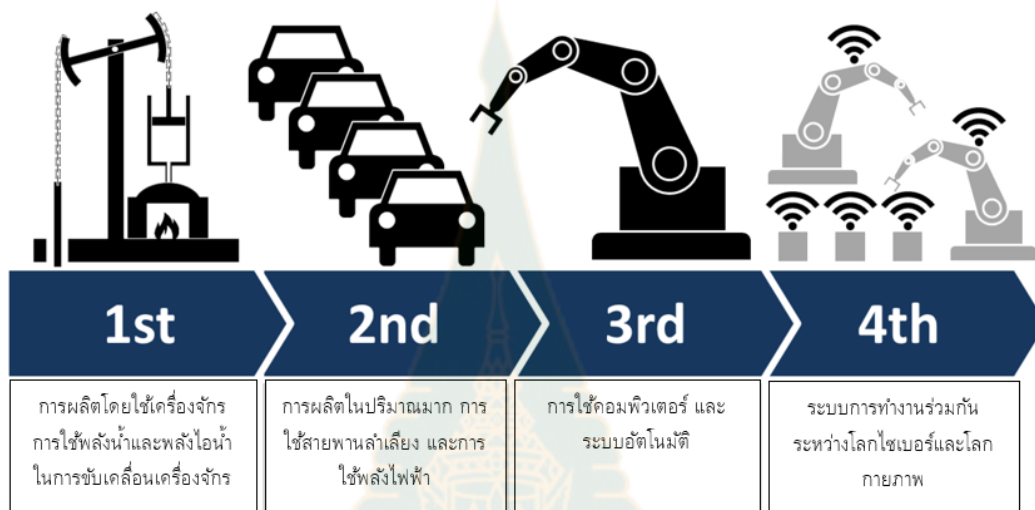 1st
2nd
3rd
4th
การผลิตโดยใช้เครื่องจักร
การใช้พลังน้ำและพลังไอน้ำ
ในการขับเคลื่อนเครื่องจักร
การผลิตในปริมาณมาก การ
ใช้สายพานลำเลียง และการ
ใช้พลังไฟฟ้า
การใช้คอมพิวเตอร์ และ
ระบบอัตโนมัติ
ระบบการทำงานร่วมกัน
ระหว่างโลกไซเบอร์และโลก
กายภาพ